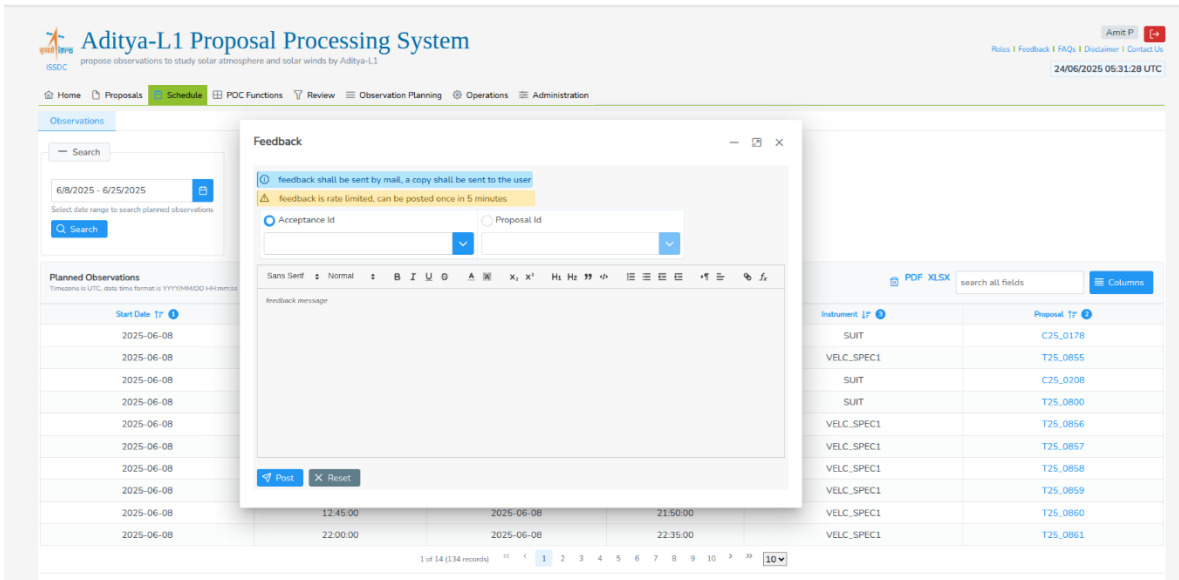 Aditya-L1 Proposal Processing System
propose observations to study solar atmosphere and solar winds by Aditya-L1
इसरो isro
ISSDC
Amit P
Roles | Feedback | FAQs | Disclaimer | Contact Us
24/06/2025 05:31:28 UTC
Home Proposals Schedule POC Functions Review Observation Planning Operations Administration
Observations
Search
6/8/2025 - 6/25/2025
Select date range to search planned observations
Search
Feedback
feedback shall be sent by mail, a copy shall be sent to the user
feedback is rate limited, can be posted once in 5 minutes
Acceptance Id Proposal Id
Sans Serif Normal B I U S A x₂ x² H₁ H₂ fx
feedback message
Post Reset
Planned Observations
Timezone is UTC, date time format is YYYY/MM/DD HH:mm:ss
PDF XLSX search all fields Columns
Start Date 1 Instrument 3 Proposal 2
2025-06-08 SUIT C25_0178
2025-06-08 VELC_SPEC1 T25_0855
2025-06-08 SUIT C25_0208
2025-06-08 SUIT T25_0800
2025-06-08 VELC_SPEC1 T25_0856
2025-06-08 VELC_SPEC1 T25_0857
2025-06-08 VELC_SPEC1 T25_0858
2025-06-08 VELC_SPEC1 T25_0859
2025-06-08 12:45:00 2025-06-08 21:50:00 VELC_SPEC1 T25_0860
2025-06-08 22:00:00 2025-06-08 22:35:00 VELC_SPEC1 T25_0861
1 of 14 (134 records) « ‹ 1 2 3 4 5 6 7 8 9 10 › » 10